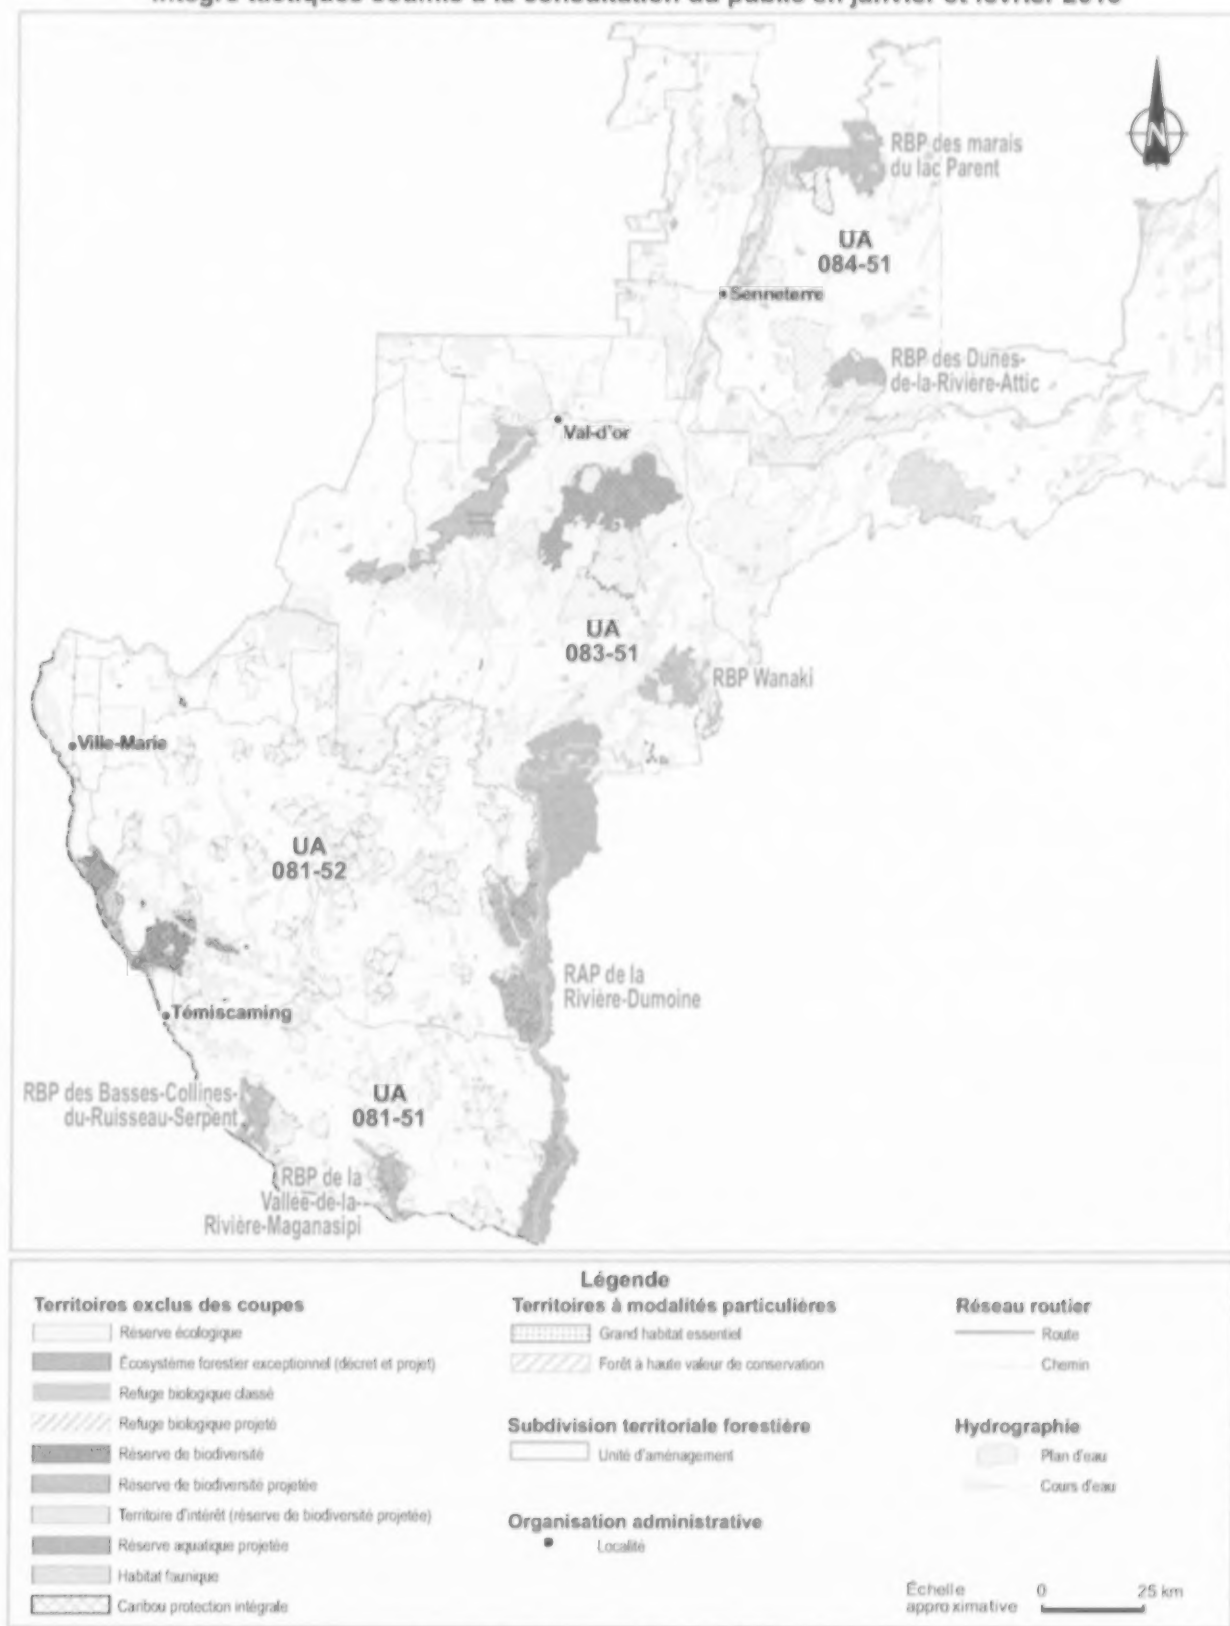 RBP des marais
du lac Parent
UA
084-51
Senneterre
RBP des Dunes-
de-la-Rivière-Attic
Val-d'or
UA
083-51
RBP Wanaki
Ville-Marie
UA
081-52
RAP de la
Rivière-Dumoine
Témiscaming
RBP des Basses-Collines-
du-Ruisseau-Serpent
UA
081-51
RBP de la
Vallée-de-la-
Rivière-Maganasipi
N
Légende
Territoires exclus des coupes
Réserve écologique
Écosystème forestier exceptionnel (décret et projet)
Refuge biologique classé
Refuge biologique projeté
Réserve de biodiversité
Réserve de biodiversité projetée
Territoire d'intérêt (réserve de biodiversité projetée)
Réserve aquatique projetée
Habitat faunique
Caribou protection intégrale
Territoires à modalités particulières
Grand habitat essentiel
Forêt à haute valeur de conservation
Subdivision territoriale forestière
Unité d'aménagement
Organisation administrative
Localité
Réseau routier
Route
Chemin
Hydrographie
Plan d'eau
Cours d'eau
Échelle
approximative
0 25 km